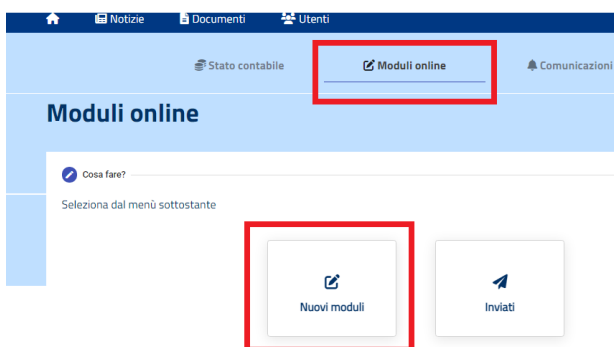 Notizie Documenti Utenti
Stato contabile Moduli online Comunicazioni
Moduli online
Cosa fare?
Seleziona dal menù sottostante
Nuovi moduli Inviati